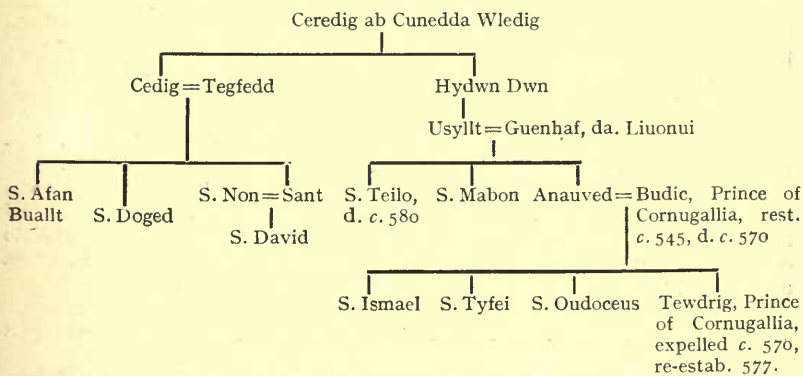 Ceredig ab Cunedda Wledig
Cedig=Tegfedd
Hydwn Dwn
Usyllt=Guenhaf, da. Liuonui
S. Afan
Buallt
S. Doged
S. Non=Sant
S. David
S. Teilo,
d. c. 580
S. Mabon
Anauved=Budic, Prince of
Cornugallia, rest.
c. 545, d. c. 570
S. Ismael
S. Tyfei
S. Oudoceus
Tewdrig, Prince
of Cornugallia,
expelled c. 570,
re-estab. 577.